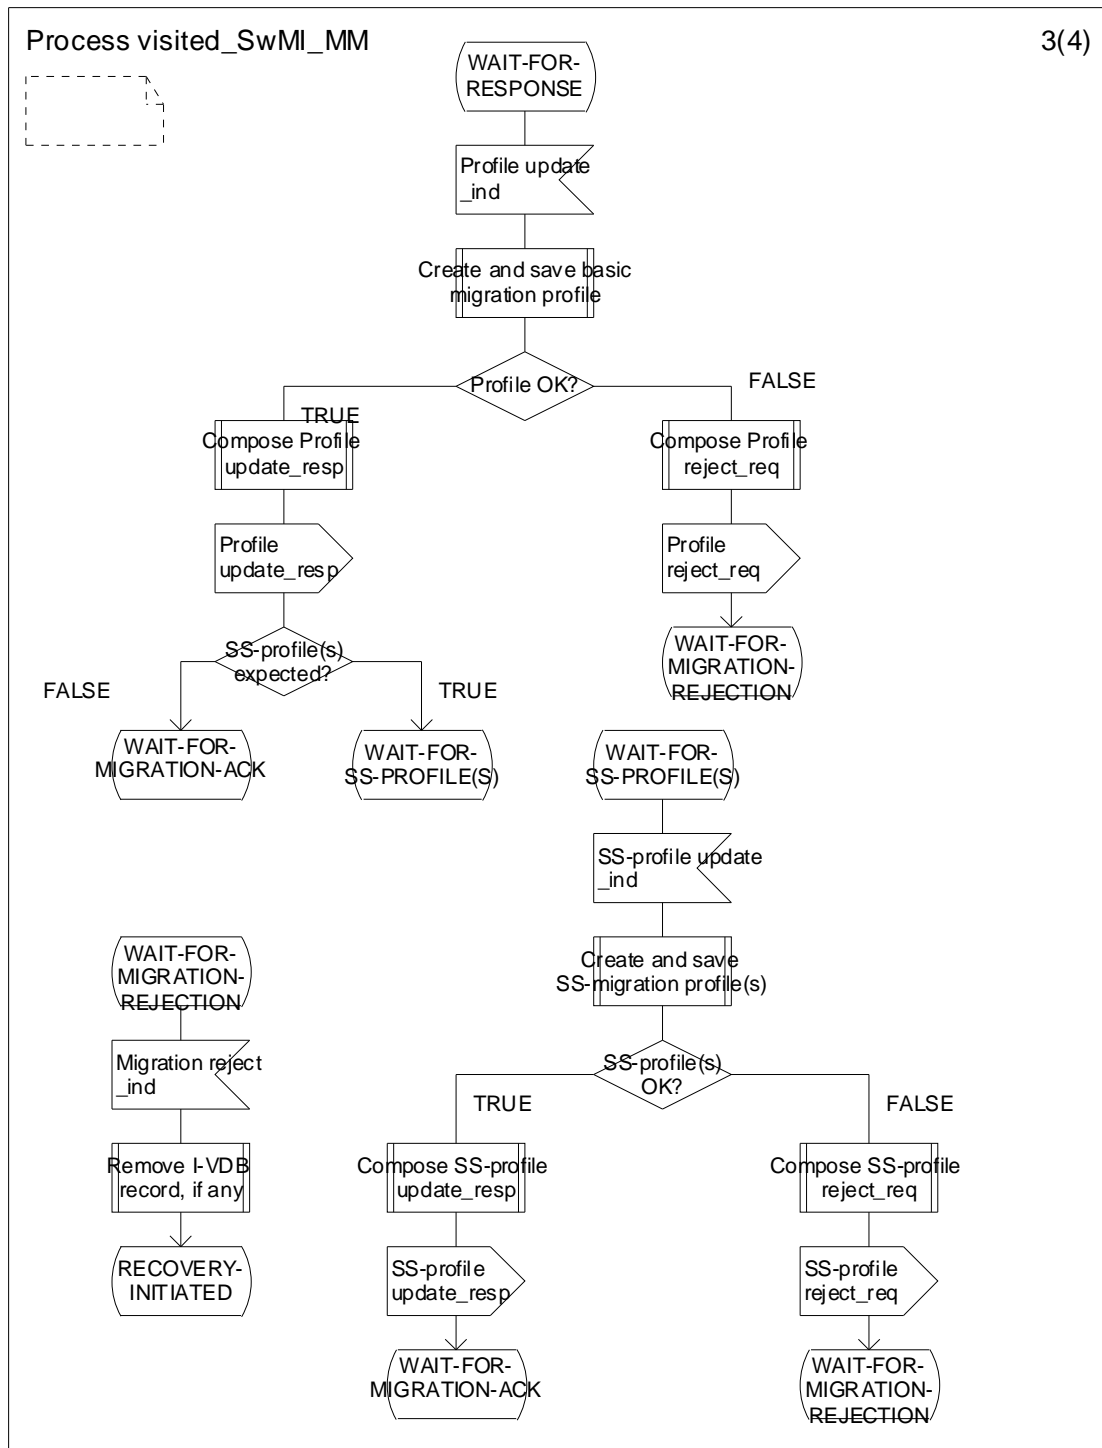 Process visited_SwMI_MM
3(4)
WAIT-FOR-
RESPONSE
Profile update
_ind
Create and save basic
migration profile
Profile OK?
TRUE
FALSE
Compose Profile
update_resp
Compose Profile
reject_req
Profile
update_resp
Profile
reject_req
SS-profile(s)
expected?
WAIT-FOR-
MIGRATION-
REJECTION
FALSE
TRUE
WAIT-FOR-
MIGRATION-ACK
WAIT-FOR-
SS-PROFILE(S)
WAIT-FOR-
SS-PROFILE(S)
SS-profile update
_ind
WAIT-FOR-
MIGRATION-
REJECTION
Create and save
SS-migration profile(s)
Migration reject
_ind
SS-profile(s)
OK?
TRUE
FALSE
Remove I-VDB
record, if any
Compose SS-profile
update_resp
Compose SS-profile
reject_req
RECOVERY-
INITIATED
SS-profile
update_resp
SS-profile
reject_req
WAIT-FOR-
MIGRATION-ACK
WAIT-FOR-
MIGRATION-
REJECTION